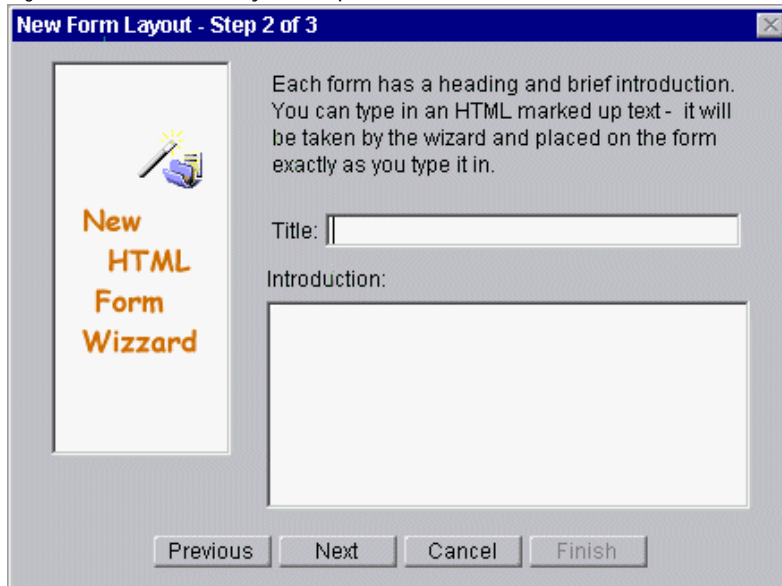 New Form Layout - Step 2 of 3
Each form has a heading and brief introduction.
You can type in an HTML marked up text - it will
be taken by the wizard and placed on the form
exactly as you type it in.
New
HTML
Form
Wizzard
Title:
Introduction:
Previous Next Cancel Finish